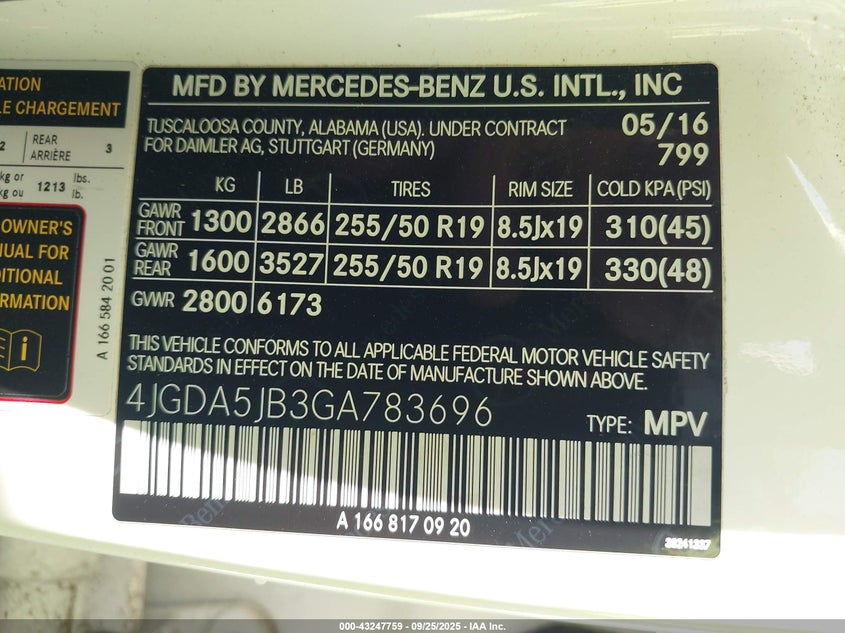 ATION
LE CHARGEMENT
2 REAR ARRIÈRE 3
kg or
kg ou 1213 lbs.
lb.
OWNER'S
FOR
A 166 584 20 01
MFD BY MERCEDES-BENZ U.S. INTL., INC
TUSCALOOSA COUNTY, ALABAMA (USA). UNDER CONTRACT
FOR DAIMLER AG, STUTTGART (GERMANY)
05/16
799
KG LB TIRES RIM SIZE COLD KPA(PSI)
GAWR FRONT 1300 2866 255/50 R19 8.5Jx19 310(45)
GAWR REAR 1600 3527 255/50 R19 8.5Jx19 330(48)
GVWR 2800 6173
THIS VEHICLE CONFORMS TO ALL APPLICABLE FEDERAL MOTOR VEHICLE SAFETY
STANDARDS IN EFFECT ON THE DATE OF MANUFACTURE SHOWN ABOVE.
4JGDA5JB3GA783696
TYPE: MPV
A 166 817 09 20
000-43247759 - 09/25/2025 - IAA Inc.